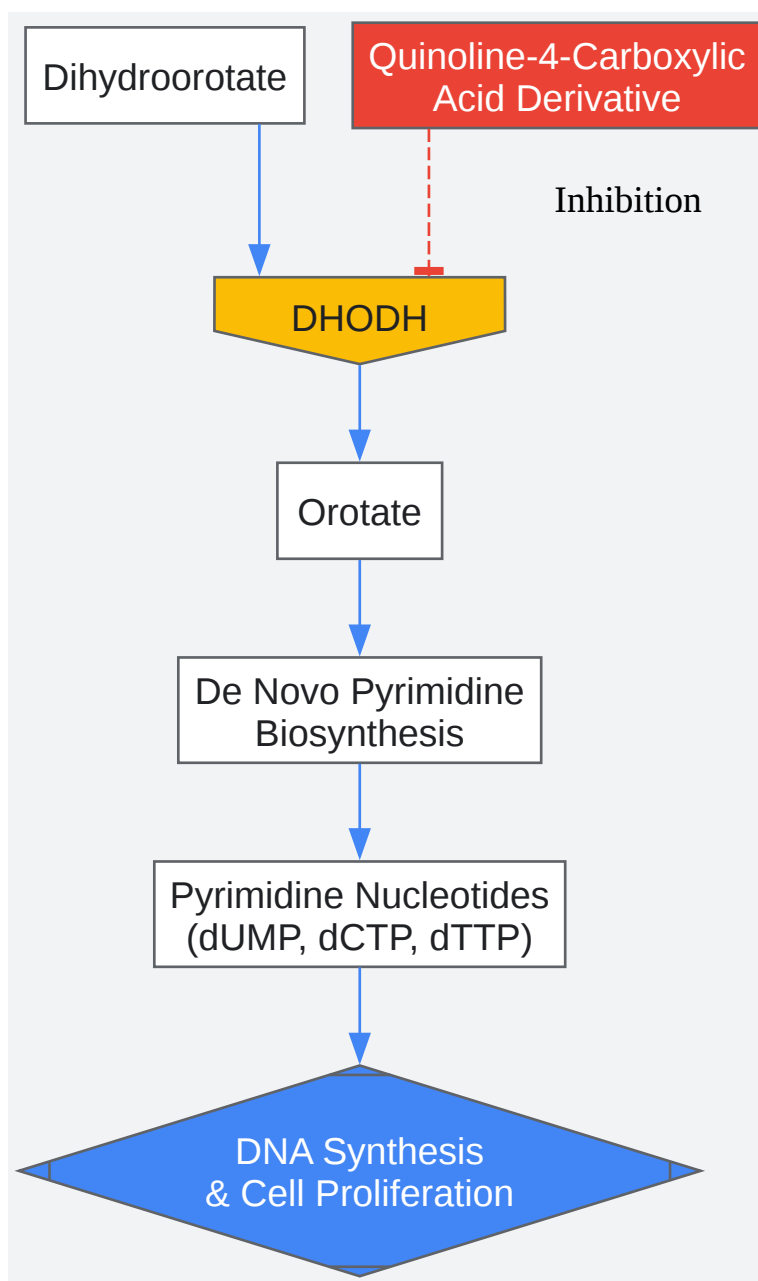 Dihydroorotate
Quinoline-4-Carboxylic
Acid Derivative
Inhibition
DHODH
Orotate
De Novo Pyrimidine
Biosynthesis
Pyrimidine Nucleotides
(dUMP, dCTP, dTTP)
DNA Synthesis
& Cell Proliferation